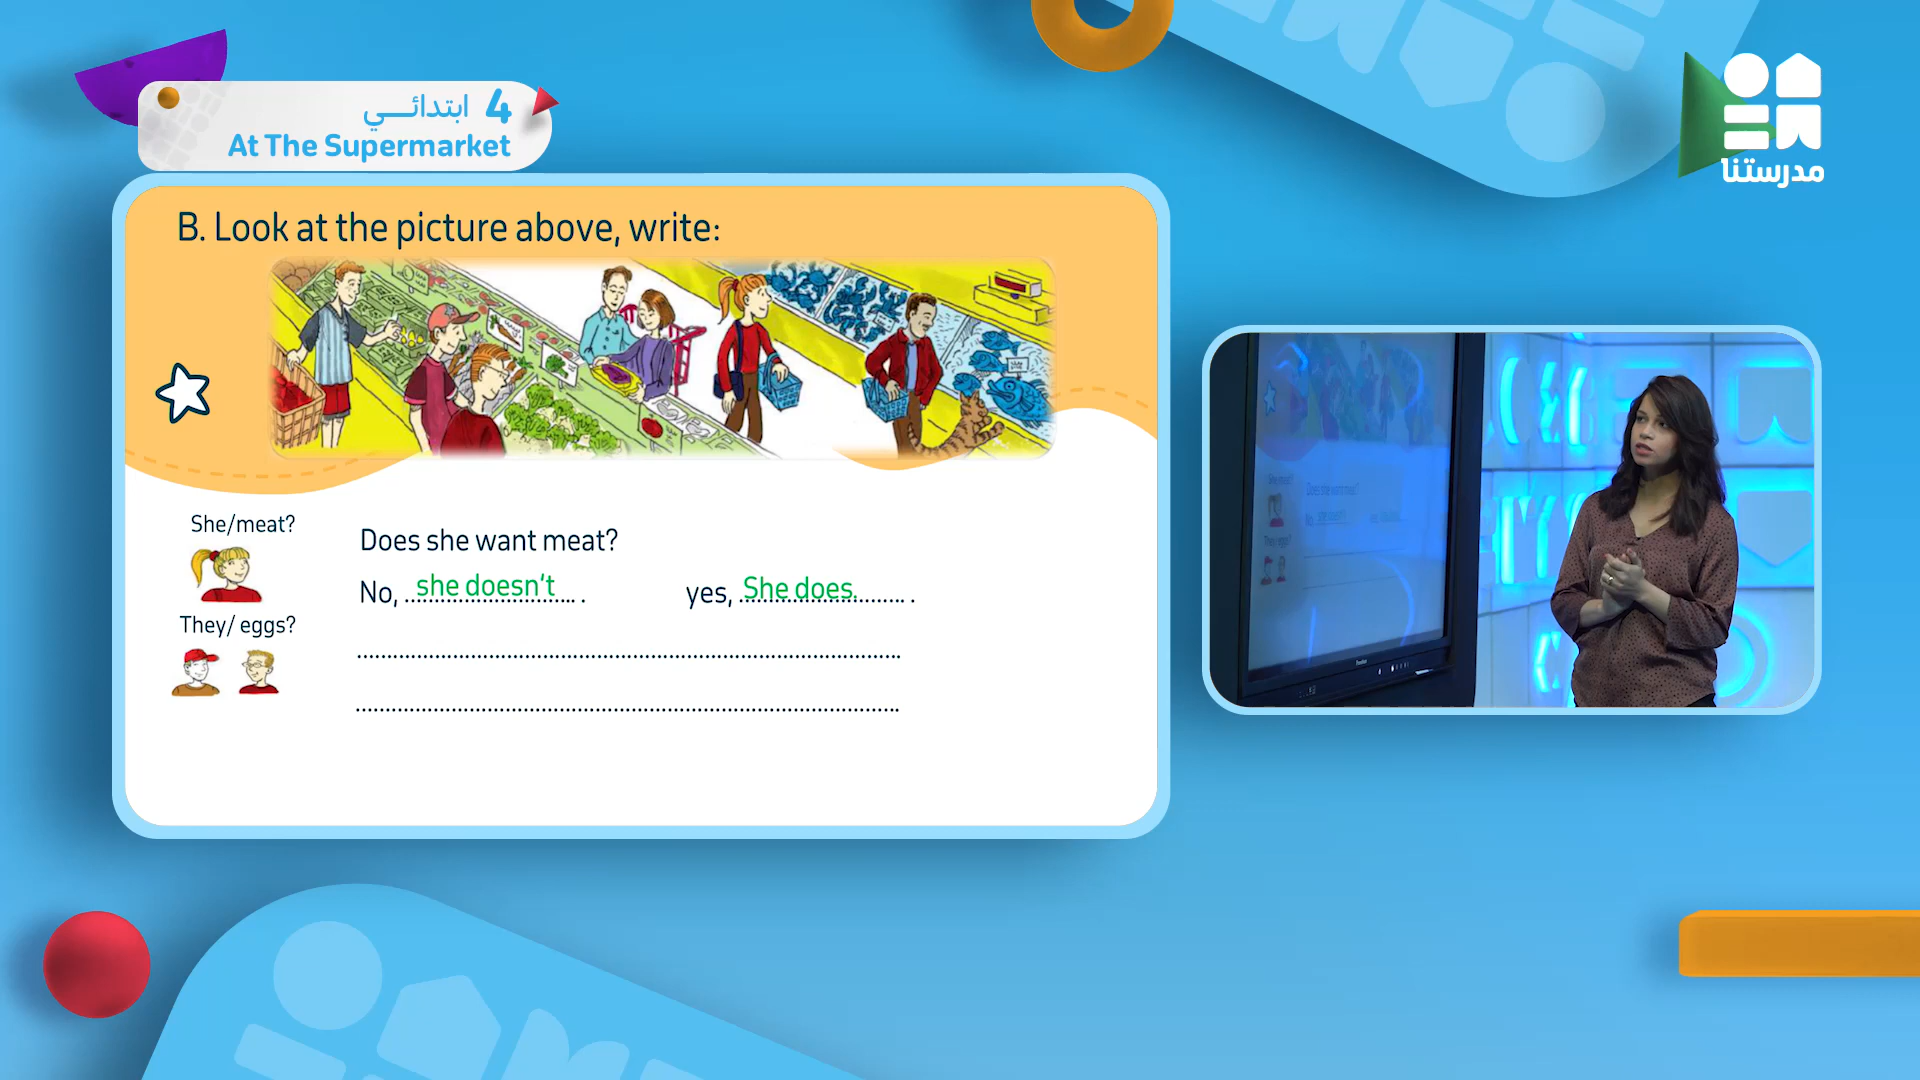 4 ابتدائي
At The Supermarket
مدرستنا
B. Look at the picture above, write:
She/meat?
Does she want meat?
No, she doesn't ............ . yes, She does. ............ .
They/ eggs?